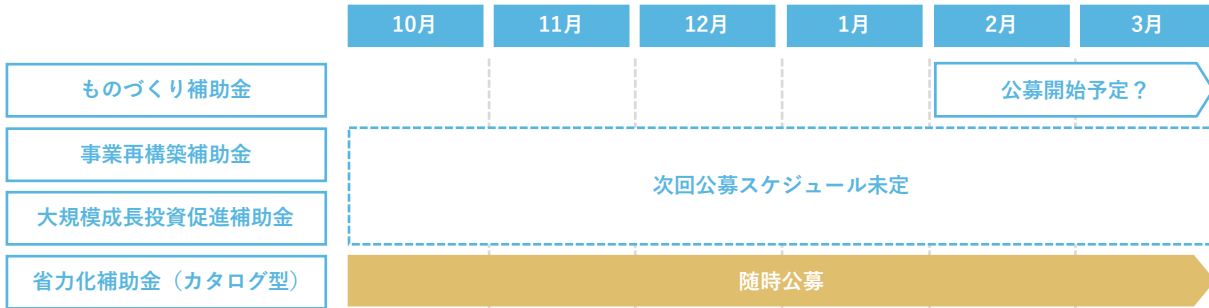 10月 11月 12月 1月 2月 3月
ものづくり補助金 公募開始予定？
事業再構築補助金
次回公募スケジュール未定
大規模成長投資促進補助金
省力化補助金（カタログ型） 随時公募